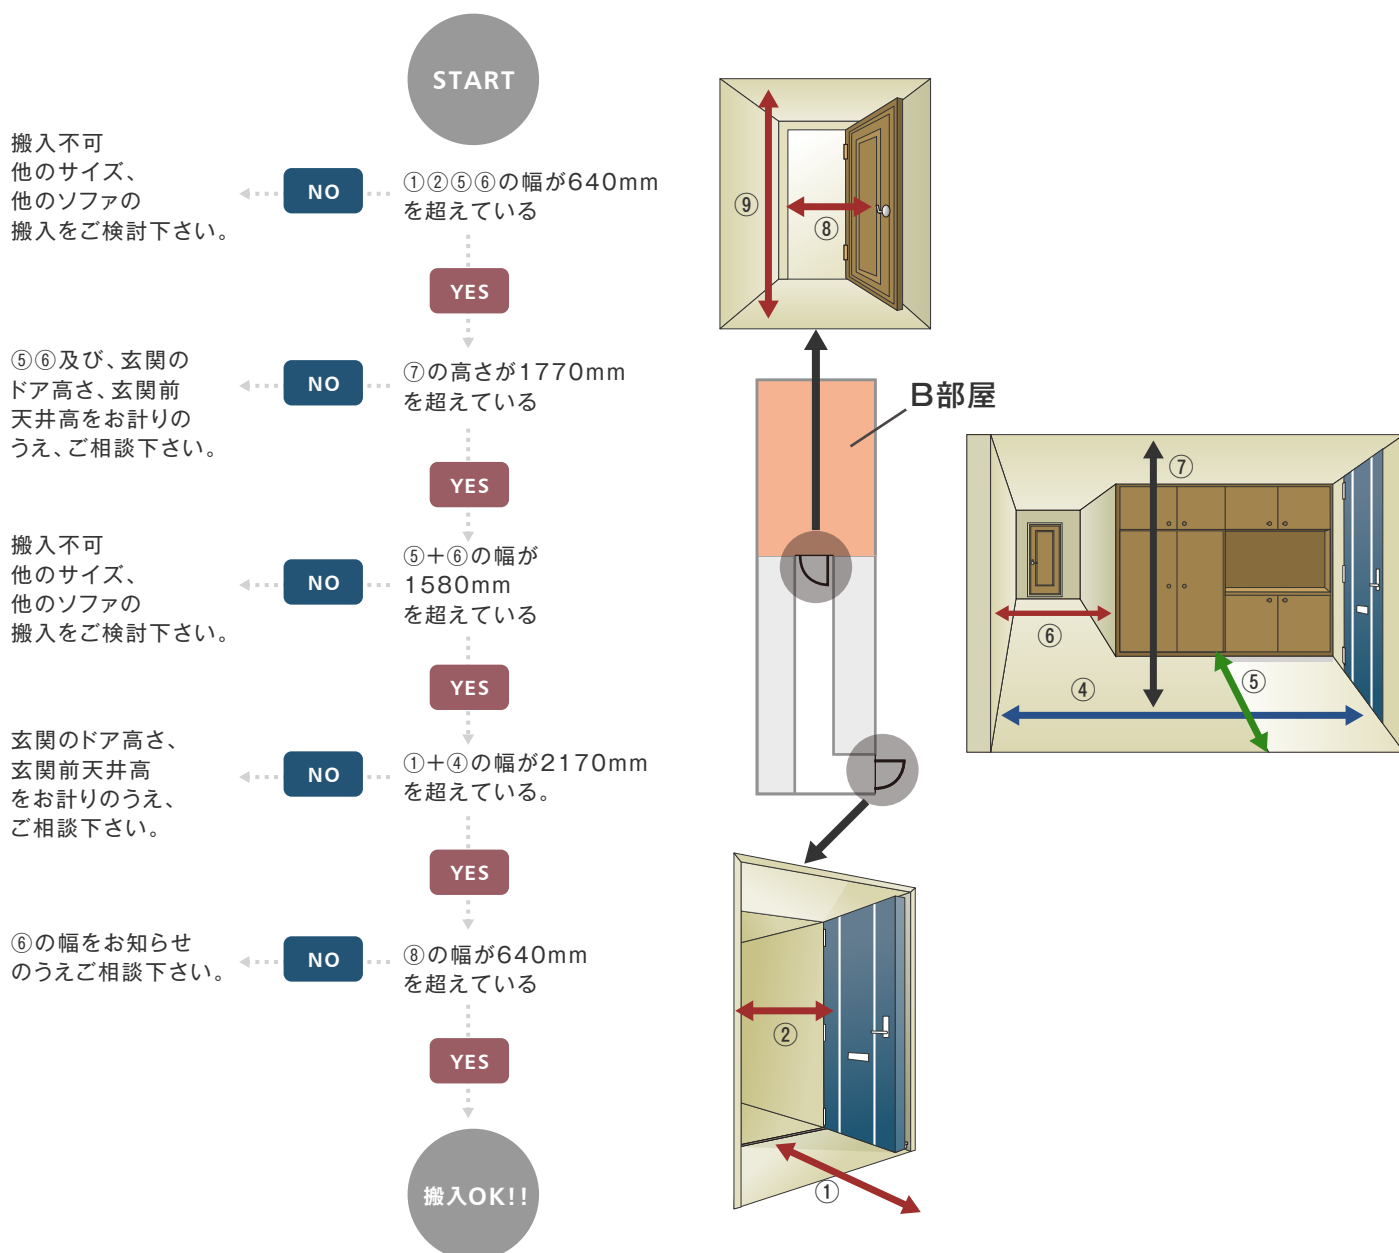 START
①②⑤⑥の幅が640mm
を超えている
NO
搬入不可
他のサイズ、
他のソファの
搬入をご検討下さい。
YES
⑦の高さが1770mm
を超えている
NO
⑤⑥及び、玄関の
ドア高さ、玄関前
天井高をお計りの
うえ、ご相談下さい。
YES
⑤＋⑥の幅が
1580mm
を超えている
NO
搬入不可
他のサイズ、
他のソファの
搬入をご検討下さい。
YES
①＋④の幅が2170mm
を超えている。
NO
玄関のドア高さ、
玄関前天井高
をお計りのうえ、
ご相談下さい。
YES
⑧の幅が640mm
を超えている
NO
⑥の幅をお知らせ
のうえご相談下さい。
YES
搬入OK!!
⑨
⑧
B部屋
⑦
⑥
④
⑤
②
①